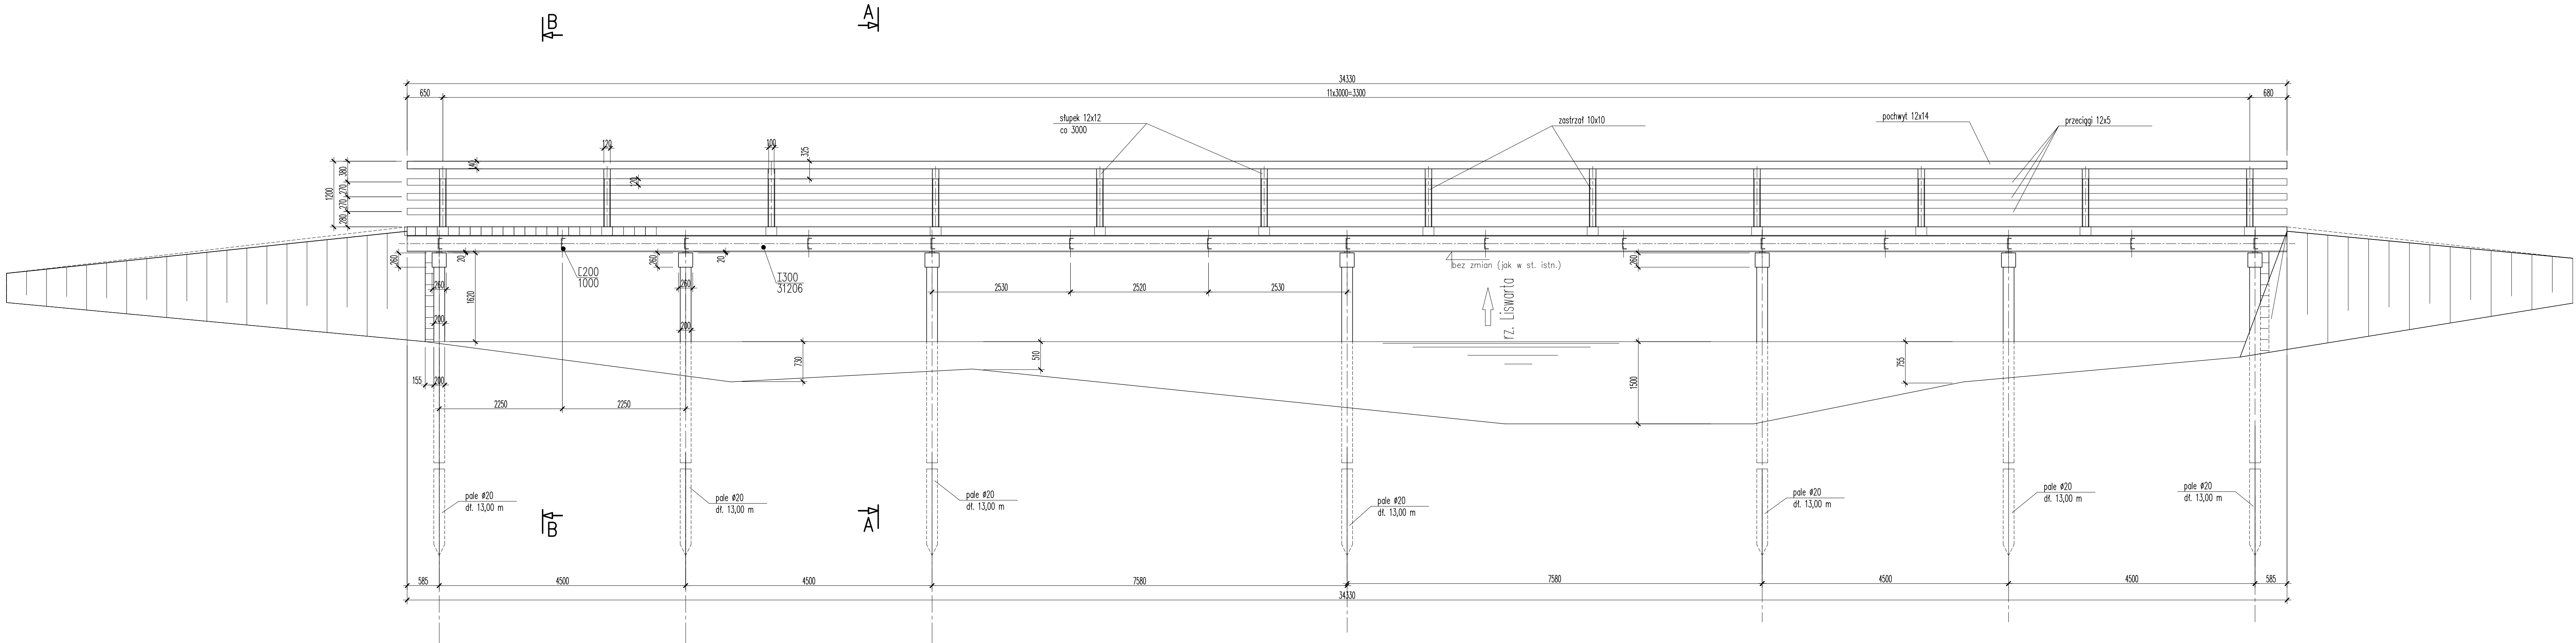 B
A
34330
650
11x3000=3300
680
słupek 12x12
co 3000
zastrzał 10x10
pochwyt 12x14
przeciągi 12x5
120
100
325
140
120
1200
380
270
270
280
260
20
260
20
260
[200
1000
I300
31206
bez zmian (jak w st. istn.)
rz. Liswarta
260
260
1620
2530
2520
2530
200
200
730
510
1500
755
155
200
2250
2250
pale ø20
dł. 13,00 m
pale ø20
dł. 13,00 m
pale ø20
dł. 13,00 m
pale ø20
dł. 13,00 m
pale ø20
dł. 13,00 m
pale ø20
dł. 13,00 m
pale ø20
dł. 13,00 m
B
A
585
4500
4500
7580
7580
4500
4500
585
34330